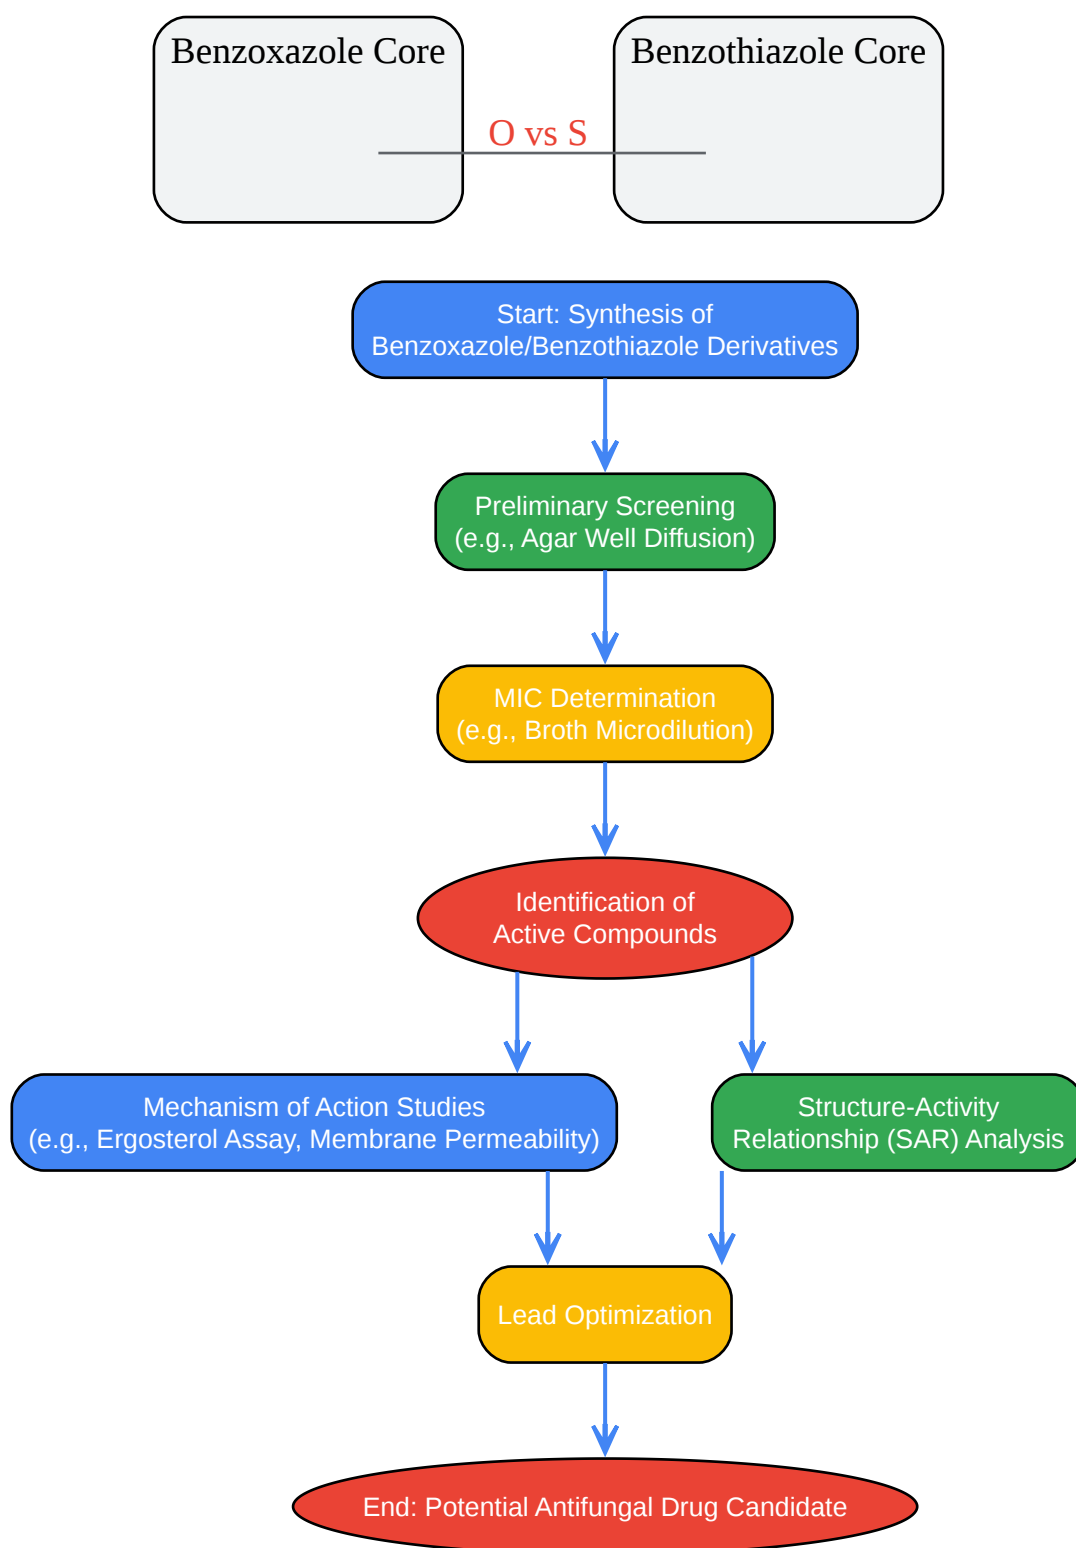 Benzoxazole Core
Benzothiazole Core
O vs S
Start: Synthesis of
Benzoxazole/Benzothiazole Derivatives
Preliminary Screening
(e.g., Agar Well Diffusion)
MIC Determination
(e.g., Broth Microdilution)
Identification of
Active Compounds
Mechanism of Action Studies
(e.g., Ergosterol Assay, Membrane Permeability)
Structure-Activity
Relationship (SAR) Analysis
Lead Optimization
End: Potential Antifungal Drug Candidate